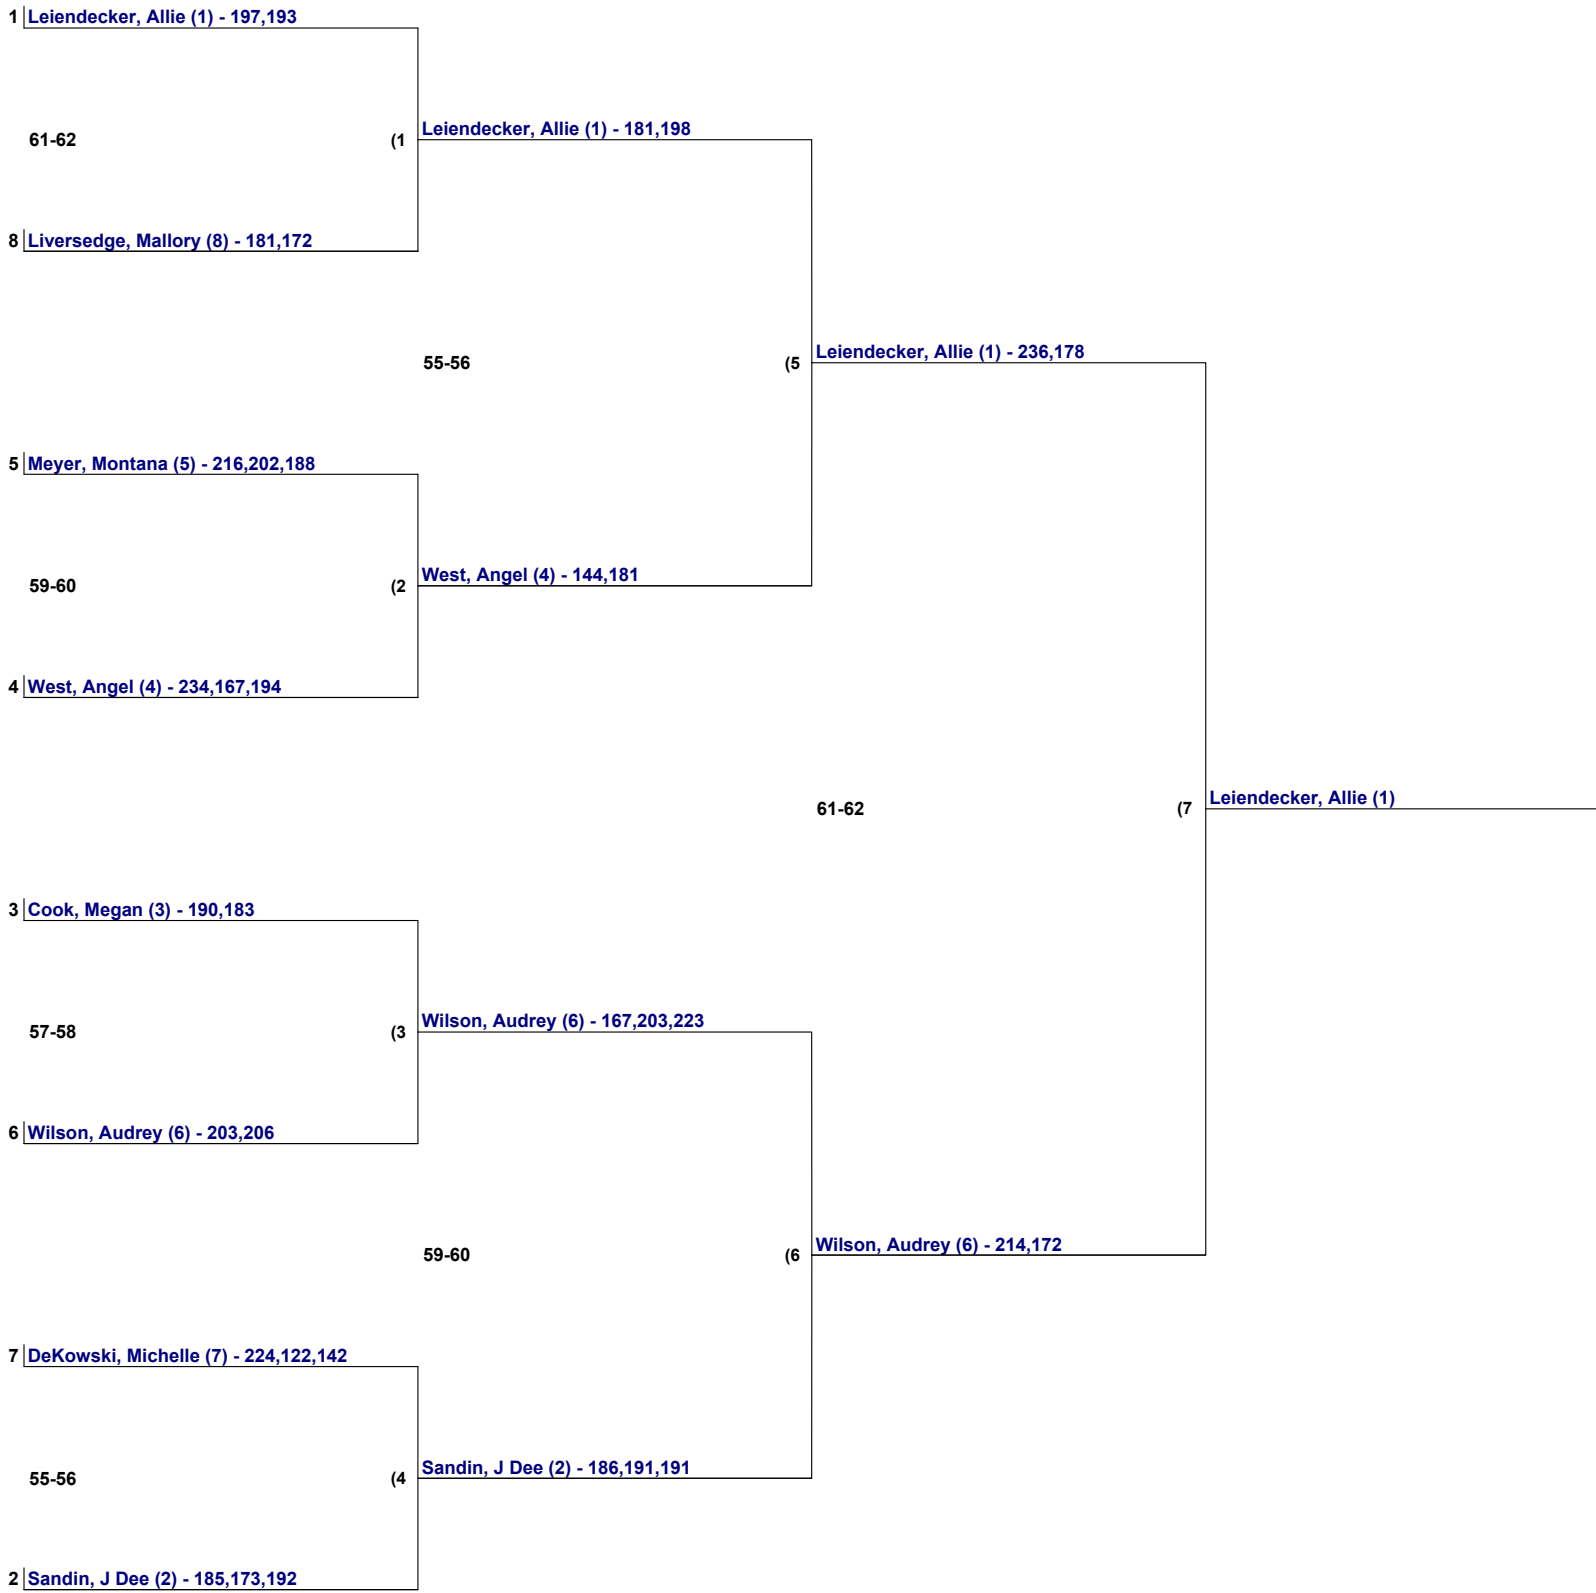 1 Leiendecker, Allie (1) - 197,193
Leiendecker, Allie (1) - 181,198
61-62 (1
8 Liversedge, Mallory (8) - 181,172
Leiendecker, Allie (1) - 236,178
55-56 (5
5 Meyer, Montana (5) - 216,202,188
West, Angel (4) - 144,181
59-60 (2
4 West, Angel (4) - 234,167,194
Leiendecker, Allie (1)
61-62 (7
3 Cook, Megan (3) - 190,183
Wilson, Audrey (6) - 167,203,223
57-58 (3
6 Wilson, Audrey (6) - 203,206
Wilson, Audrey (6) - 214,172
59-60 (6
7 DeKowski, Michelle (7) - 224,122,142
Sandin, J Dee (2) - 186,191,191
55-56 (4
2 Sandin, J Dee (2) - 185,173,192